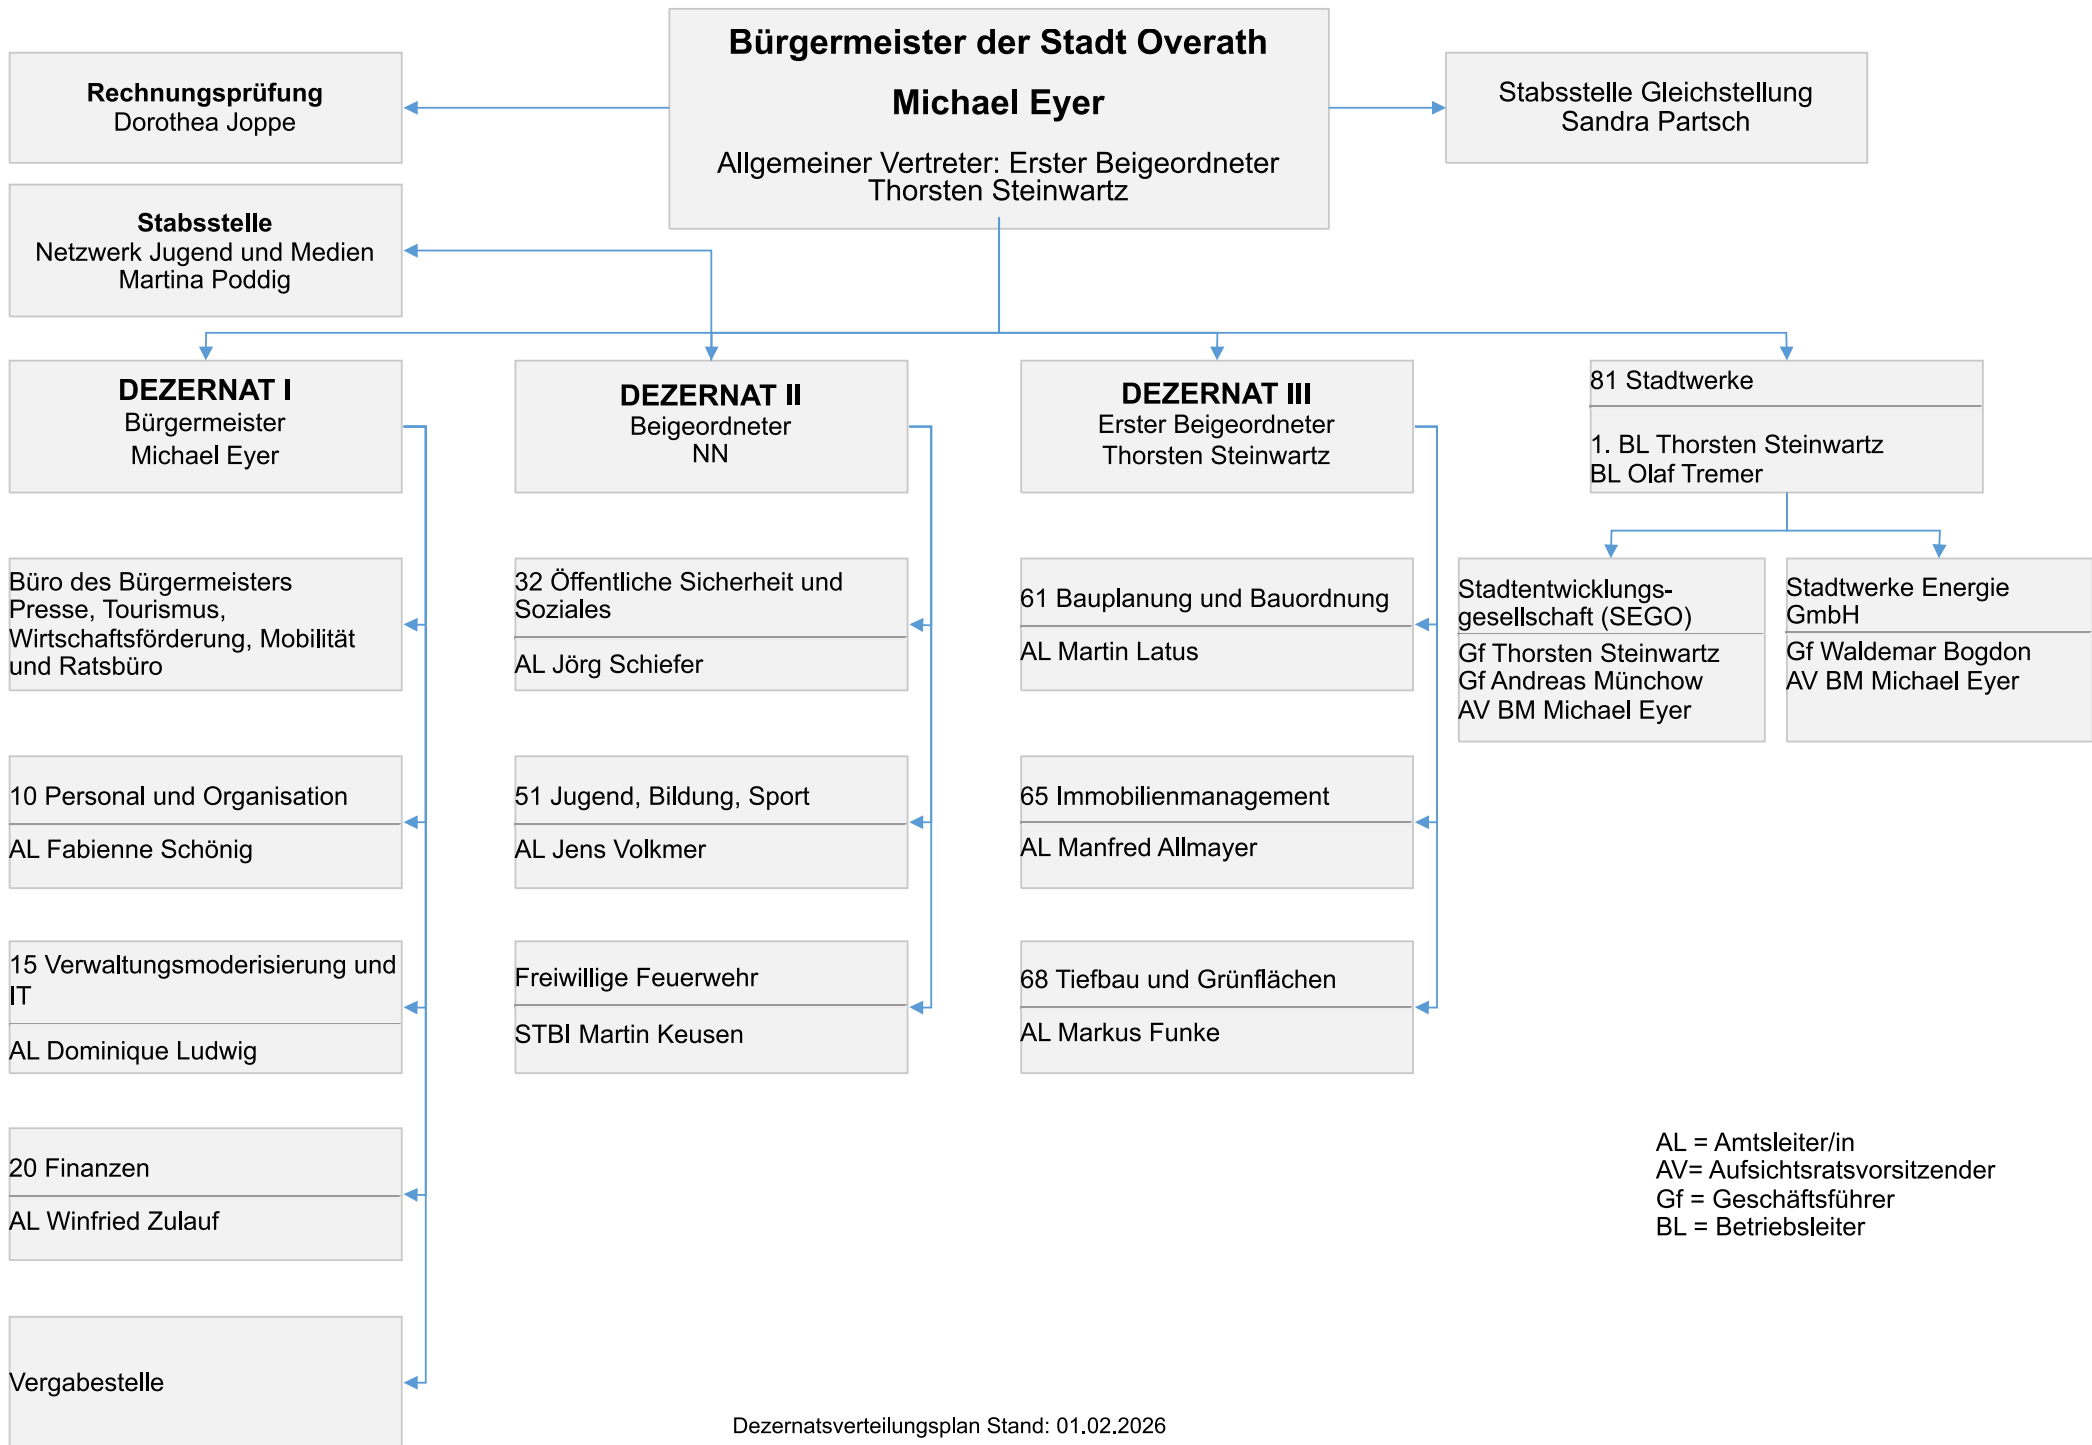 Bürgermeister der Stadt Overath
Michael Eyer
Allgemeiner Vertreter: Erster Beigeordneter
Thorsten Steinwartz
Rechnungsprüfung
Dorothea Joppe
Stabsstelle Gleichstellung
Sandra Partsch
Stabsstelle
Netzwerk Jugend und Medien
Martina Poddig
DEZERNAT I
Bürgermeister
Michael Eyer
DEZERNAT II
Beigeordneter
NN
DEZERNAT III
Erster Beigeordneter
Thorsten Steinwartz
81 Stadtwerke
1. BL Thorsten Steinwartz
BL Olaf Tremer
Büro des Bürgermeisters
Presse, Tourismus,
Wirtschaftsförderung, Mobilität
und Ratsbüro
32 Öffentliche Sicherheit und
Soziales
AL Jörg Schiefer
61 Bauplanung und Bauordnung
AL Martin Latus
Stadtentwicklungs-
gesellschaft (SEGO)
Gf Thorsten Steinwartz
Gf Andreas Münchow
AV BM Michael Eyer
Stadtwerke Energie
GmbH
Gf Waldemar Bogdon
AV BM Michael Eyer
10 Personal und Organisation
AL Fabienne Schönig
51 Jugend, Bildung, Sport
AL Jens Volkmer
65 Immobilienmanagement
AL Manfred Allmayer
15 Verwaltungsmoderisierung und
IT
AL Dominique Ludwig
Freiwillige Feuerwehr
STBI Martin Keusen
68 Tiefbau und Grünflächen
AL Markus Funke
20 Finanzen
AL Winfried Zulauf
AL = Amtsleiter/in
AV= Aufsichtsratsvorsitzender
Gf = Geschäftsführer
BL = Betriebsleiter
Vergabestelle
Dezernatsverteilungsplan Stand: 01.02.2026